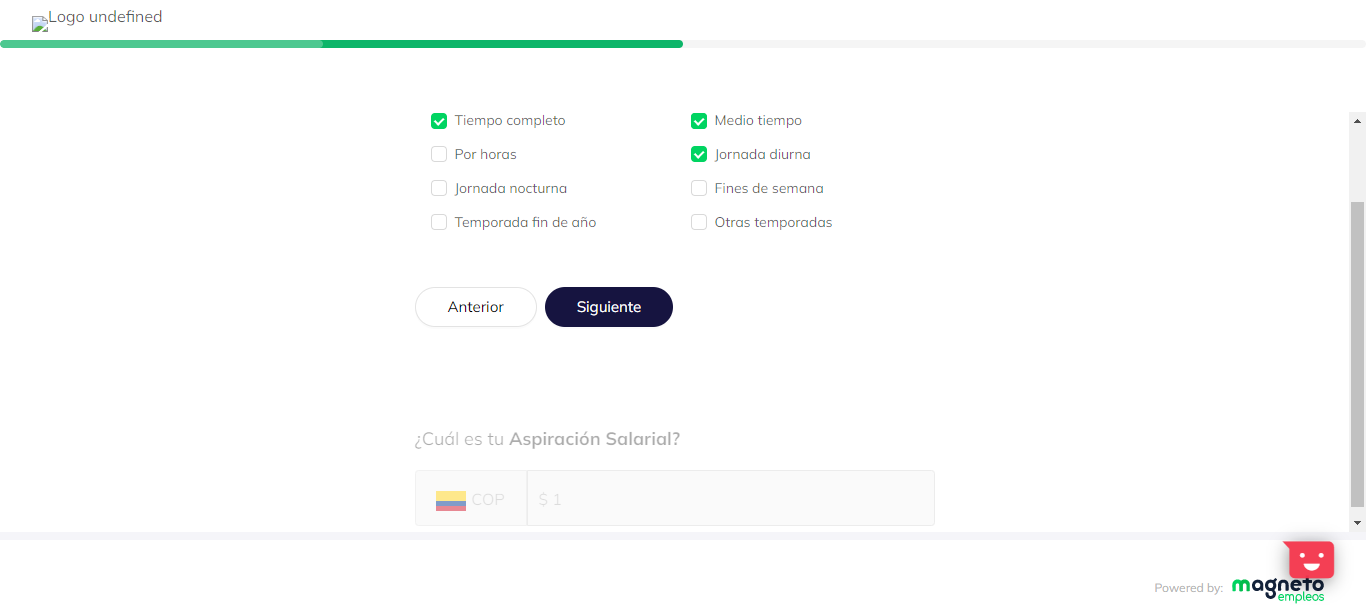 Logo undefined
Tiempo completo
Medio tiempo
Por horas
Jornada diurna
Jornada nocturna
Fines de semana
Temporada fin de año
Otras temporadas
Anterior
Siguiente
¿Cuál es tu Aspiración Salarial?
COP
$ 1
Powered by:
magneto
empleos